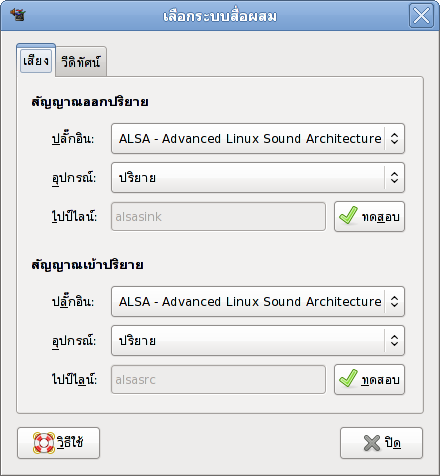 เลือกระบบสื่อผสม
เสียง วีดิทัศน์
สัญญาณออกปริยาย
ปลั๊กอิน: ALSA - Advanced Linux Sound Architecture
อุปกรณ์: ปริยาย
ไปป์ไลน์: alsasink ทดสอบ
สัญญาณเข้าปริยาย
ปลั๊กอิน: ALSA - Advanced Linux Sound Architecture
อุปกรณ์: ปริยาย
ไปป์ไลน์: alsasrc ทดสอบ
วิธีใช้ ปิด